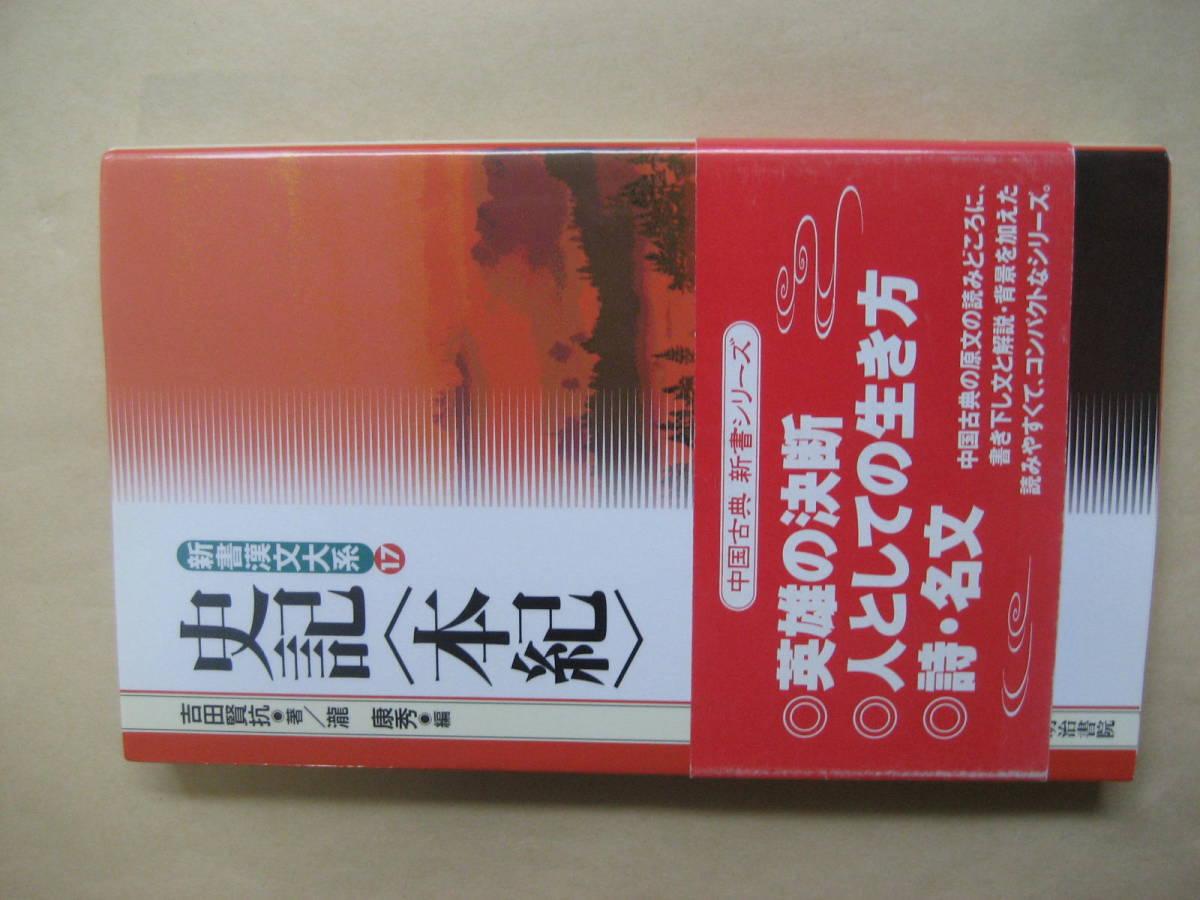 新書漢文大系 17
史記〈本紀〉
吉田賢抗●著／瀧 康秀●編
中国古典 新書シリーズ
◎英雄の決断
◎人としての生き方
◎詩・名文
中国古典の原文の読みどころに、
書き下し文と解説・背景を加えた
読みやすくて、コンパクトなシリーズ。
明治書院